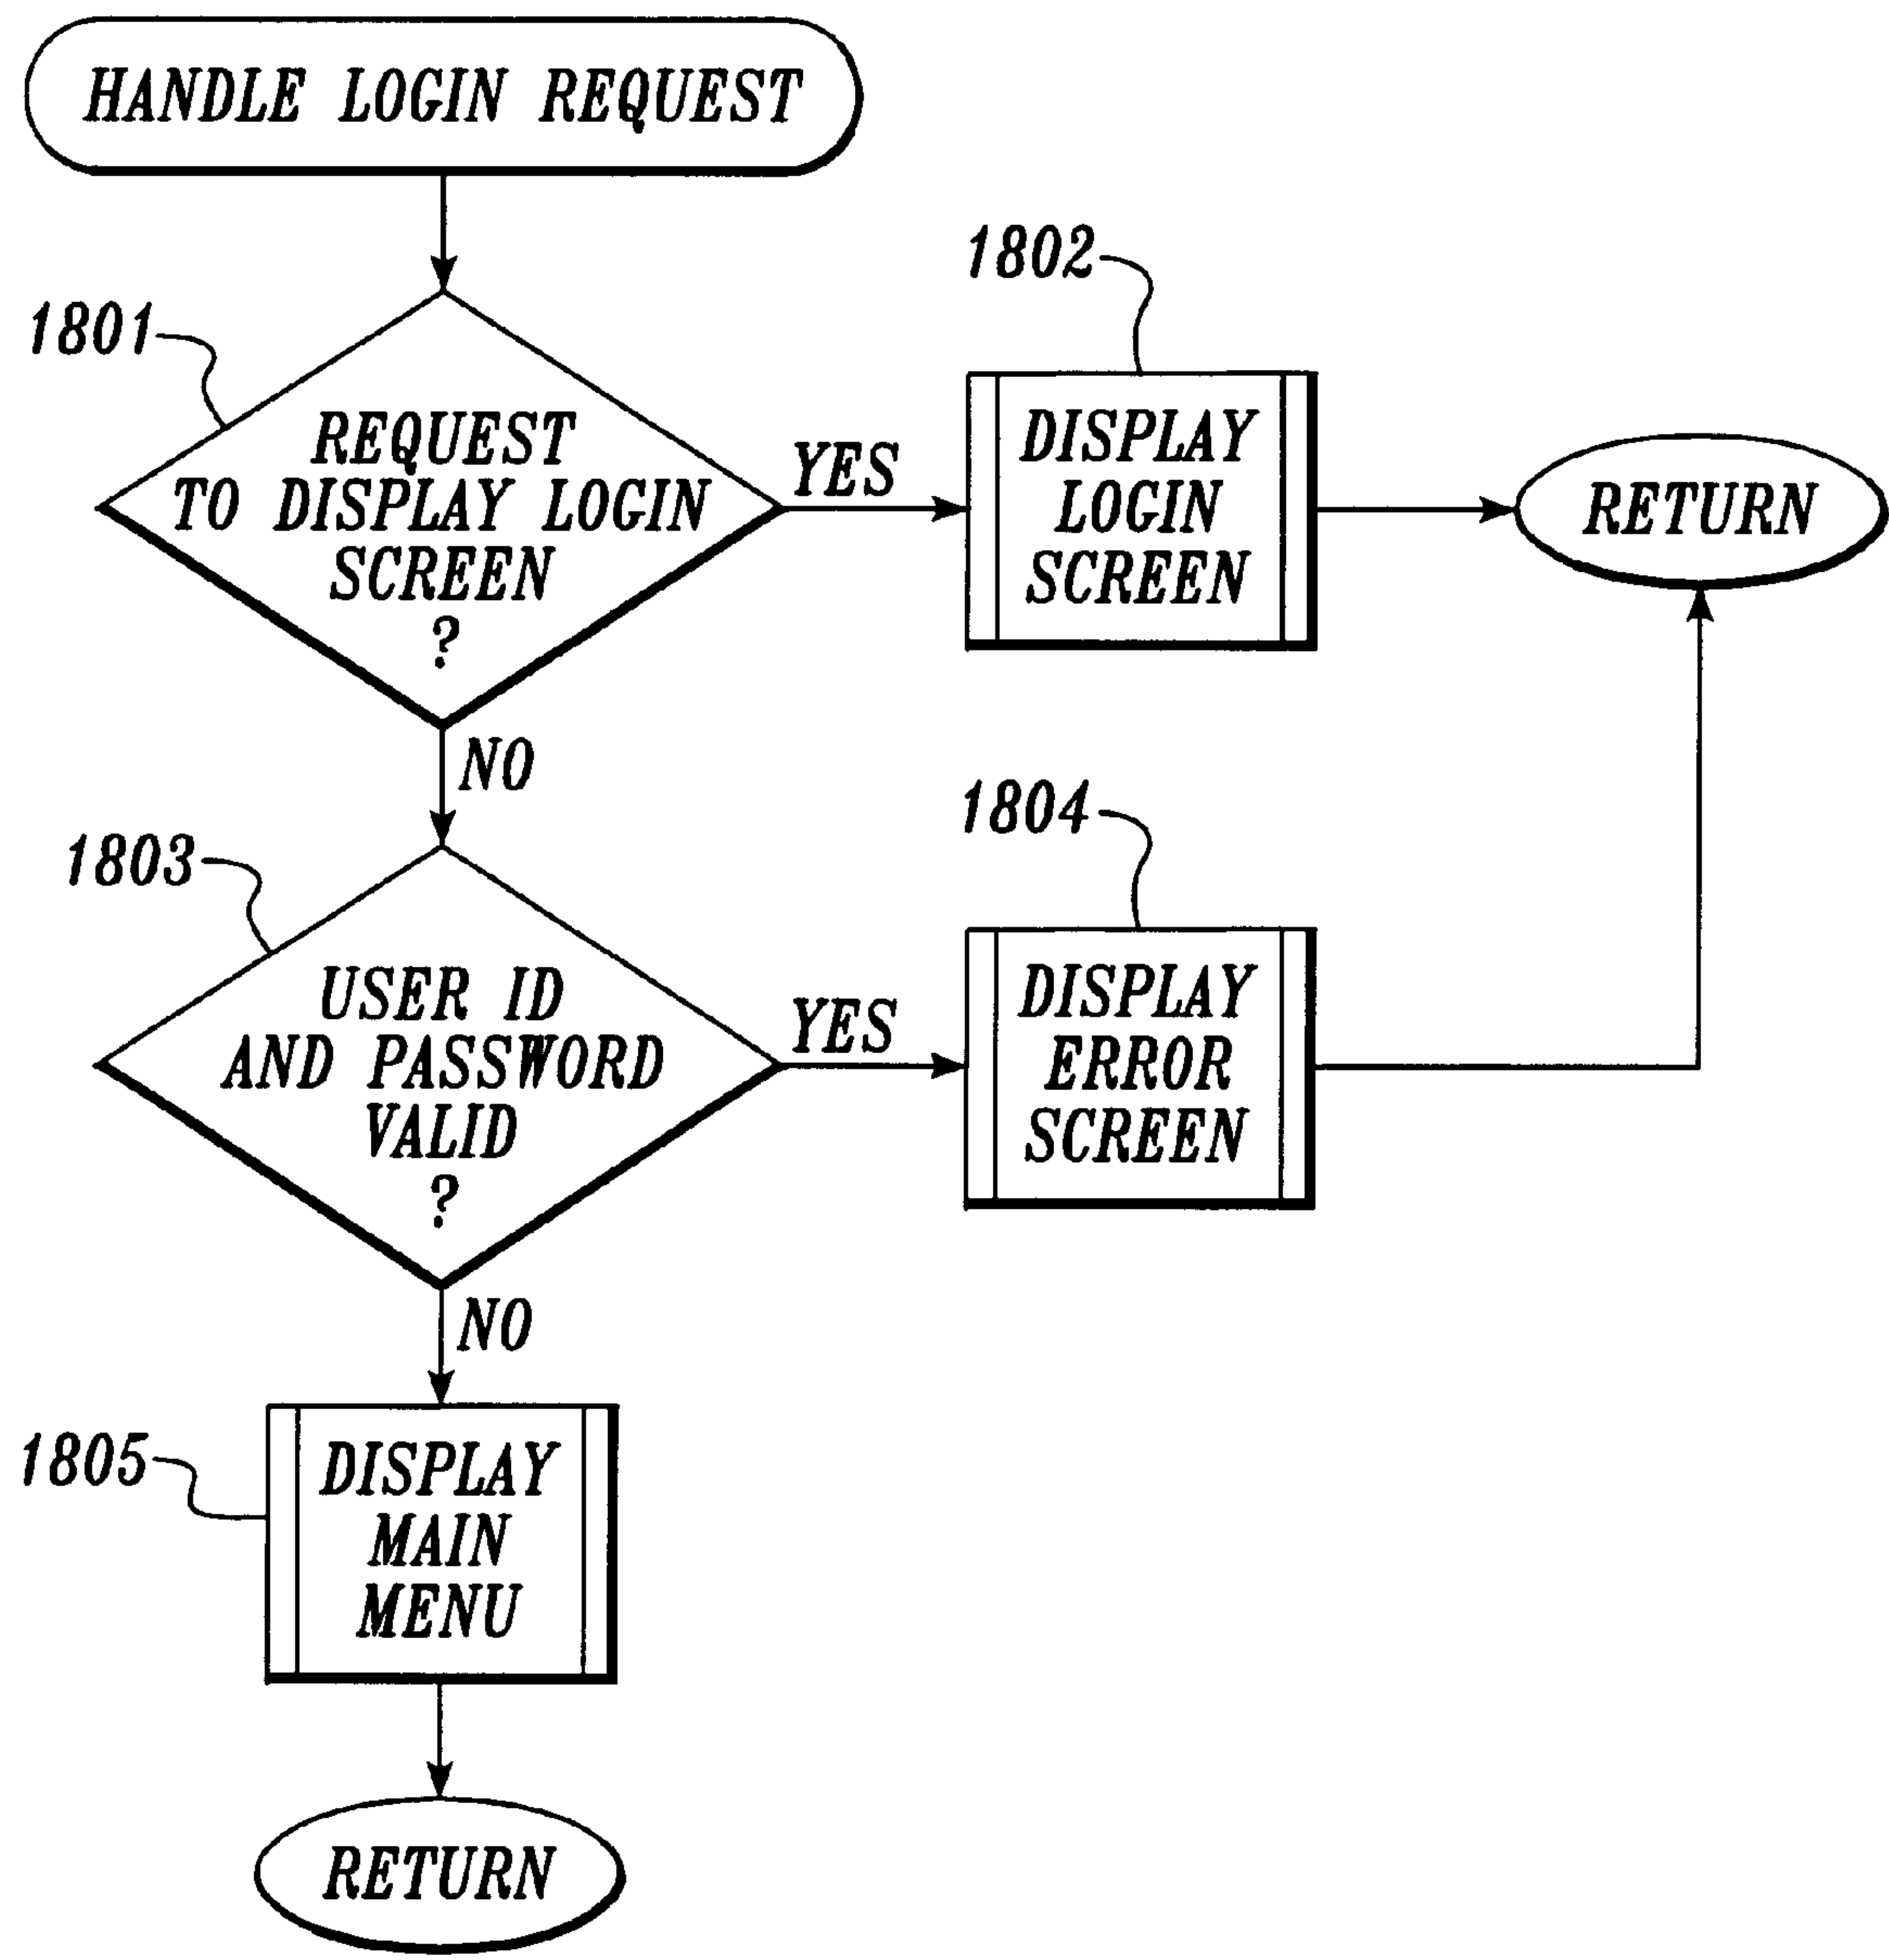 HANDLE LOGIN REQUEST
1801
REQUEST
TO DISPLAY LOGIN
SCREEN
?
YES
1802
DISPLAY
LOGIN
SCREEN
RETURN
NO
1803
USER ID
AND PASSWORD
VALID
?
YES
1804
DISPLAY
ERROR
SCREEN
NO
1805
DISPLAY
MAIN
MENU
RETURN